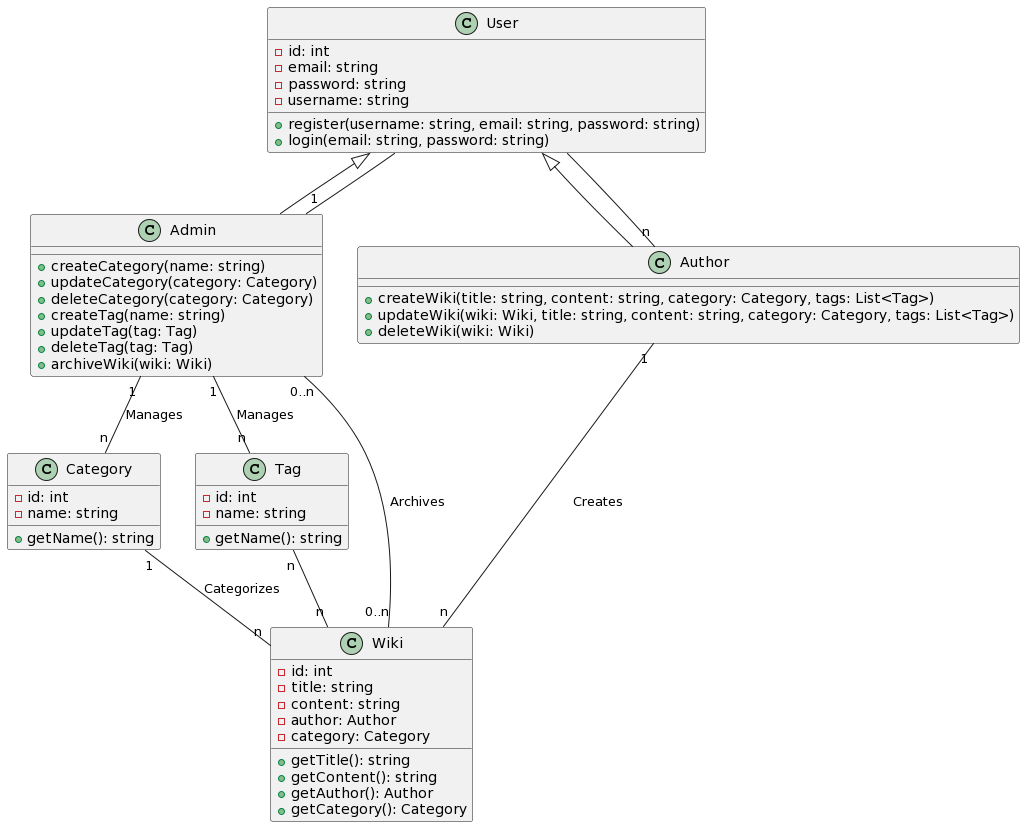 C User
id: int
email: string
password: string
username: string
register(username: string, email: string, password: string)
login(email: string, password: string)
1
n
C Admin
createCategory(name: string)
updateCategory(category: Category)
deleteCategory(category: Category)
createTag(name: string)
updateTag(tag: Tag)
deleteTag(tag: Tag)
archiveWiki(wiki: Wiki)
C Author
createWiki(title: string, content: string, category: Category, tags: List<Tag>)
updateWiki(wiki: Wiki, title: string, content: string, category: Category, tags: List<Tag>)
deleteWiki(wiki: Wiki)
1
1
0..n
1
Manages
Manages
n
n
C Category
id: int
name: string
getName(): string
C Tag
id: int
name: string
getName(): string
Archives
Creates
1
n
Categorizes
n
n
0..n
n
C Wiki
id: int
title: string
content: string
author: Author
category: Category
getTitle(): string
getContent(): string
getAuthor(): Author
getCategory(): Category